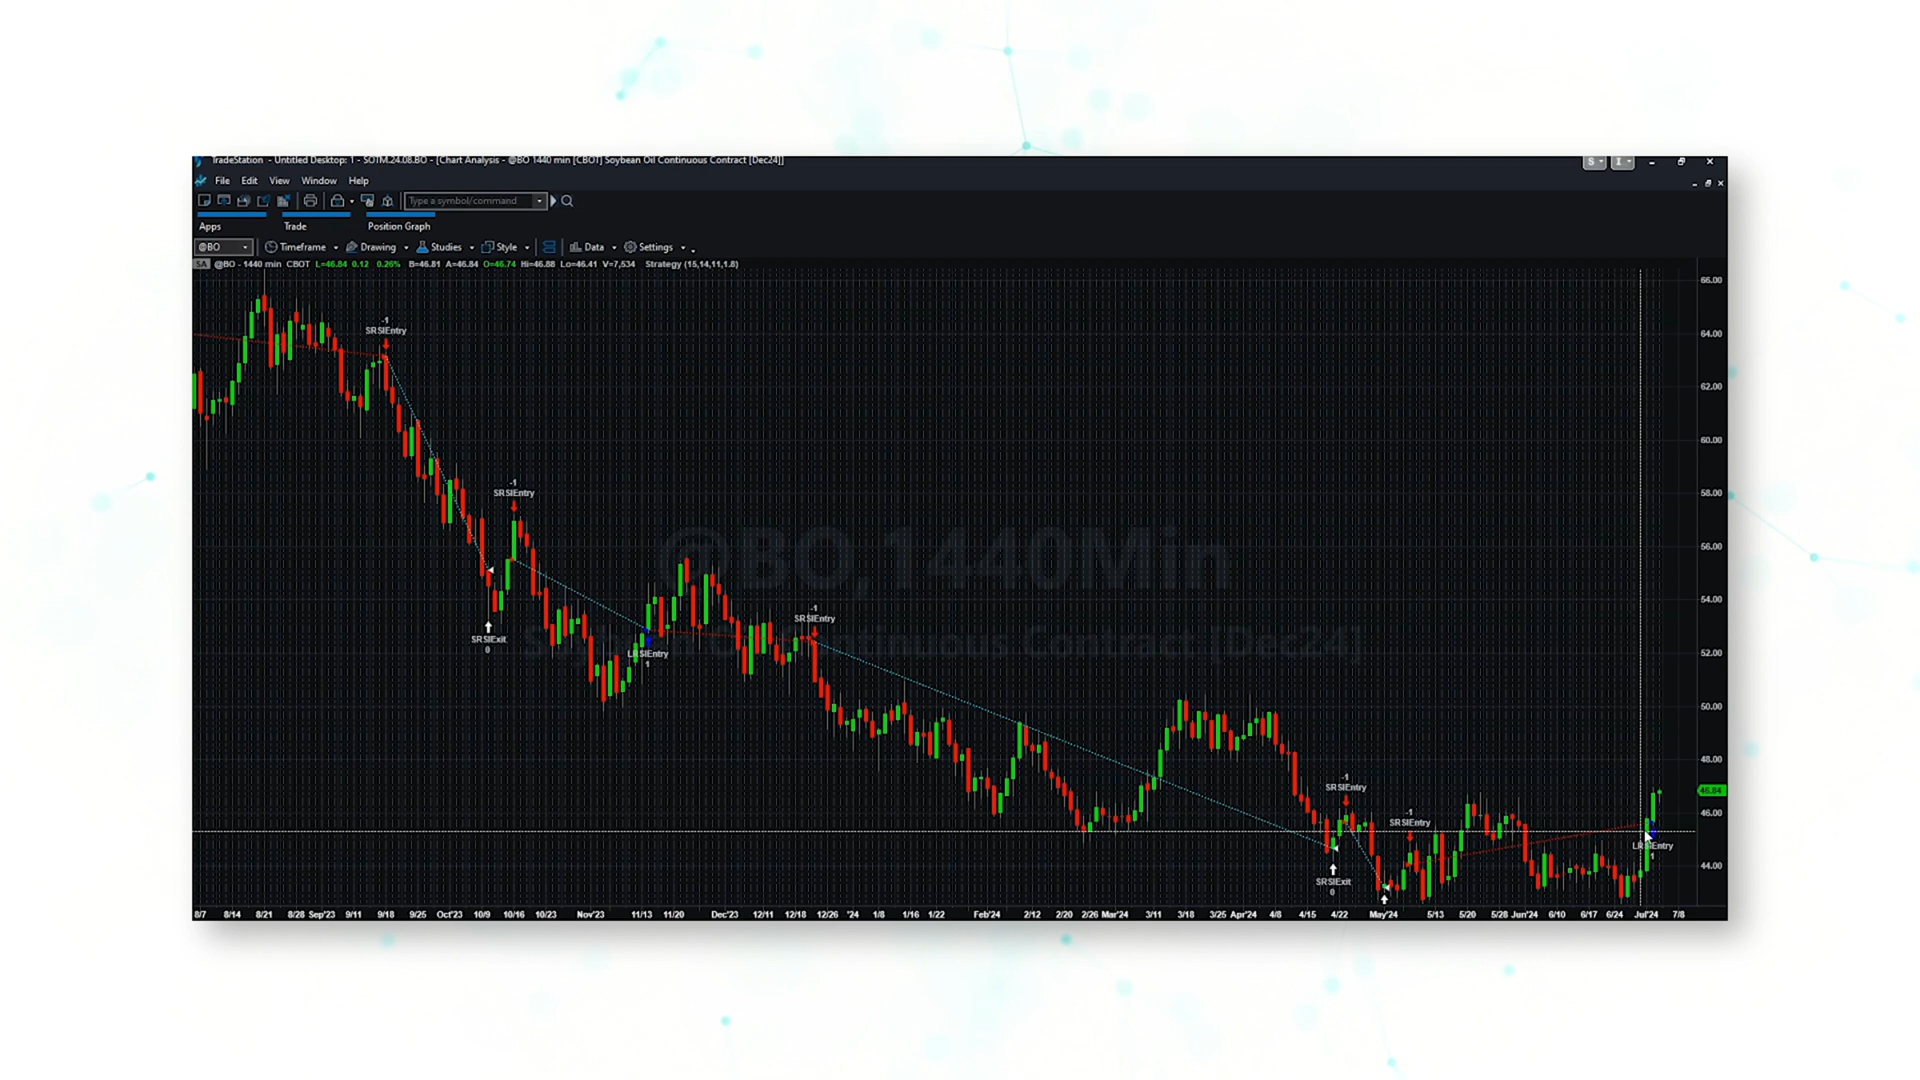 TradeStation - Untitled Desktop: 1 - SOTM.24.08.BO - [Chart Analysis - @BO 1440 min [CBOT] Soybean Oil Continuous Contract [Dec24]]
S I
File Edit View Window Help
Type a symbol/command
Apps Trade Position Graph
@BO Timeframe Drawing Studies Style Data Settings
SA @BO - 1440 min CBOT L=46.84 0.12 0.26% B=46.81 A=46.84 O=46.74 Hi=46.88 Lo=46.41 V=7,534 Strategy (15,14,11,1.8)
66.00
-1
SRSIEntry
64.00
62.00
60.00
-1
SRSIEntry
58.00
@BO, 1440Min
56.00
54.00
-1
SRSIEntry
SRSIExit
0
LRSIEntry
1
Soybean Oil Continuous Contract [Dec24]
52.00
50.00
48.00
-1
SRSIEntry
46.84
46.00
-1
SRSIEntry
LRSIEntry
1
44.00
SRSIExit
0
8/7 8/14 8/21 8/28 Sep'23 9/11 9/18 9/25 Oct'23 10/9 10/16 10/23 Nov'23 11/13 11/20 Dec'23 12/11 12/18 12/26 '24 1/8 1/16 1/22 Feb'24 2/12 2/20 2/26 Mar'24 3/11 3/18 3/25 Apr'24 4/8 4/15 4/22 May'24 5/13 5/20 5/28 Jun'24 6/10 6/17 6/24 Jul'24 7/8